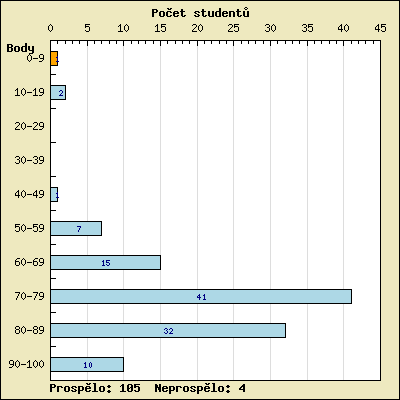 Počet studentů
0 5 10 15 20 25 30 35 40 45
Body
0-9 1
10-19 2
20-29
30-39
40-49 1
50-59 7
60-69 15
70-79 41
80-89 32
90-100 10
Prospělo: 105 Neprospělo: 4